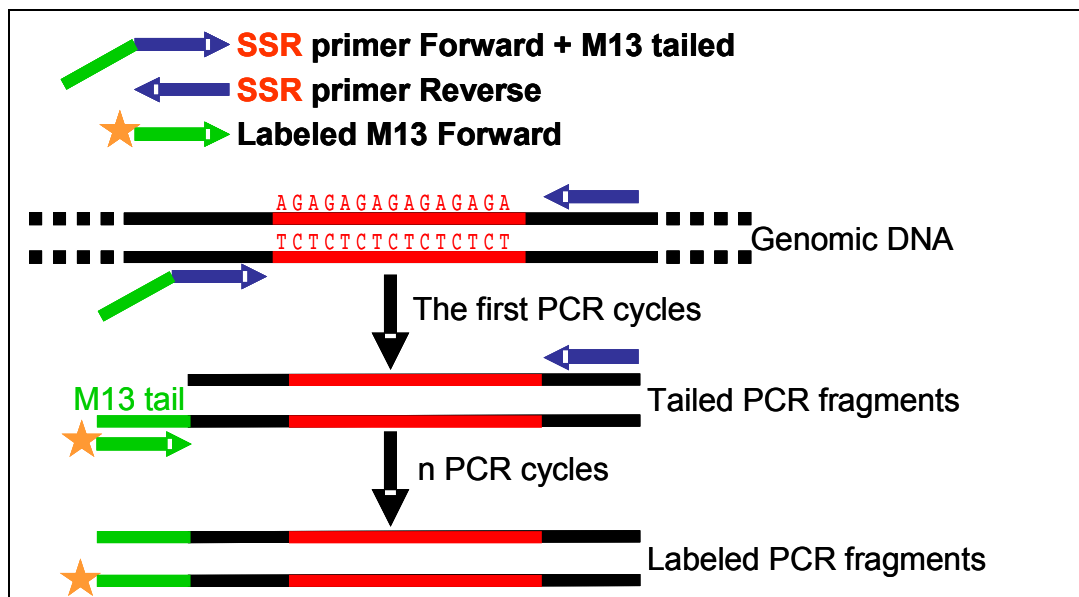 SSR primer Forward + M13 tailed
SSR primer Reverse
Labeled M13 Forward
AGAGAGAGAGAGAGA
TCTCTCTCTCTCTCT
Genomic DNA
The first PCR cycles
M13 tail
Tailed PCR fragments
n PCR cycles
Labeled PCR fragments